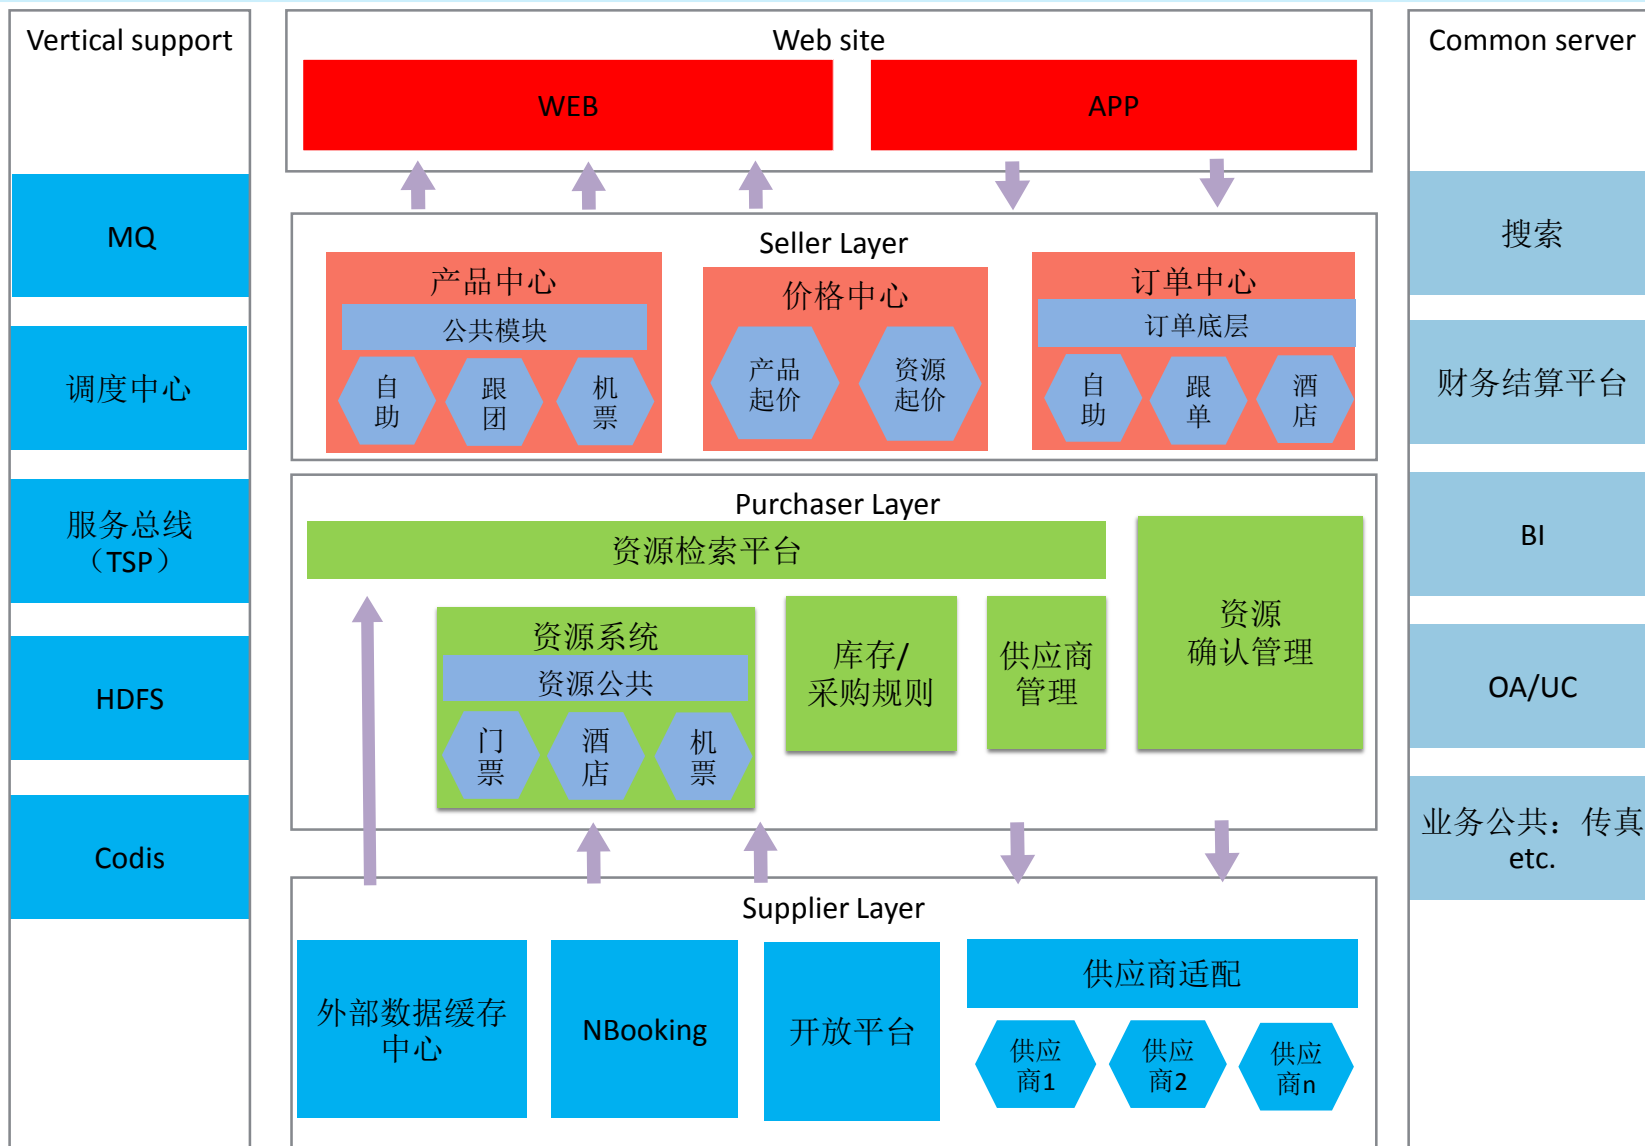 Vertical support
MQ
调度中心
服务总线
（TSP）
HDFS
Codis
Web site
WEB
APP
Seller Layer
产品中心
公共模块
自
助
跟
团
机
票
价格中心
产品
起价
资源
起价
订单中心
订单底层
自
助
跟
单
酒
店
Purchaser Layer
资源检索平台
资源系统
资源公共
门
票
酒
店
机
票
库存/
采购规则
供应商
管理
资源
确认管理
Supplier Layer
外部数据缓存
中心
NBooking
开放平台
供应商适配
供应
商1
供应
商2
供应
商n
Common server
搜索
财务结算平台
BI
OA/UC
业务公共：传真
etc.